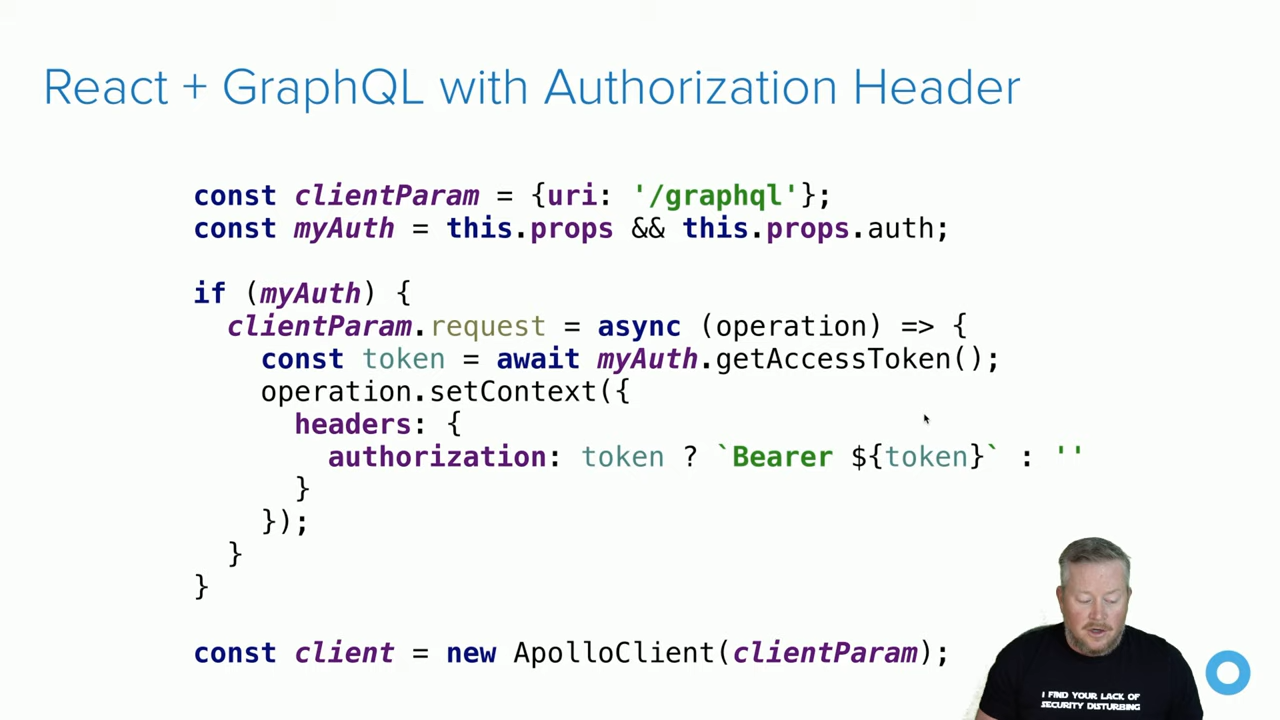 React + GraphQL with Authorization Header
const clientParam = {uri: '/graphql'};
const myAuth = this.props && this.props.auth;
if (myAuth) {
clientParam.request = async (operation) => {
const token = await myAuth.getAccessToken();
operation.setContext({
headers: {
authorization: token ? `Bearer ${token}` : ''
}
});
}
}
const client = new ApolloClient(clientParam);
I FIND YOUR LACK OF
SECURITY DISTURBING